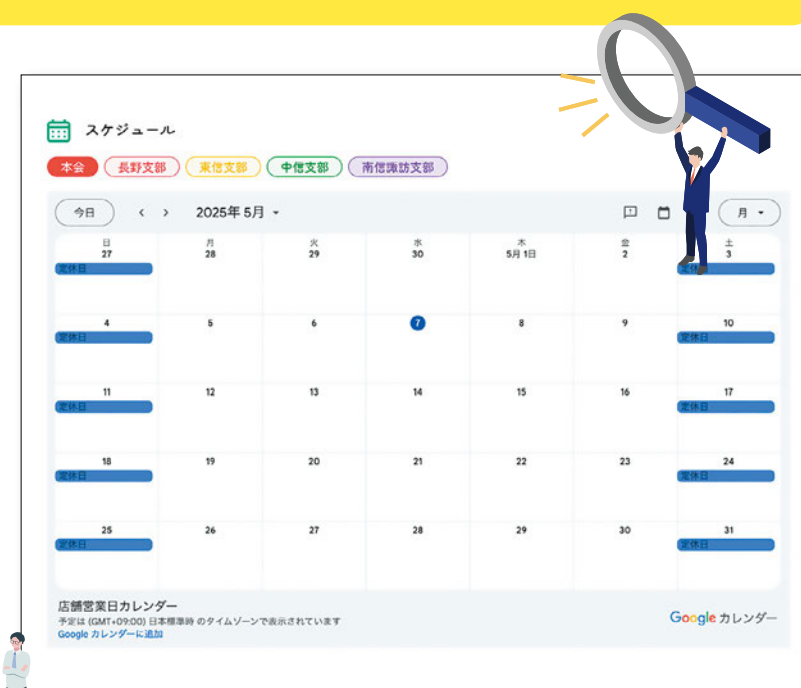 スケジュール
本会 長野支部 東信支部 中信支部 南信諏訪支部
今日 2025年 5月 月
日 月 火 水 木 金 土
27 28 29 30 5月 1日 2 3
定休日 定休日
4 5 6 7 8 9 10
定休日 定休日
11 12 13 14 15 16 17
定休日 定休日
18 19 20 21 22 23 24
定休日 定休日
25 26 27 28 29 30 31
定休日 定休日
店舗営業日カレンダー
予定は (GMT+09:00) 日本標準時 のタイムゾーンで表示されています
Google カレンダーに追加
Google カレンダー